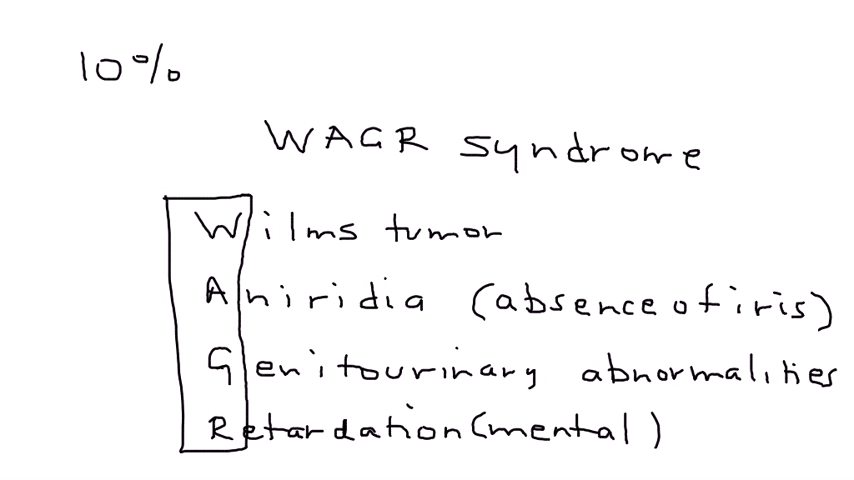 10%
WAGR syndrome
Wilms tumor
Aniridia (absence of iris)
Genitourinary abnormalities
Retardation (mental)